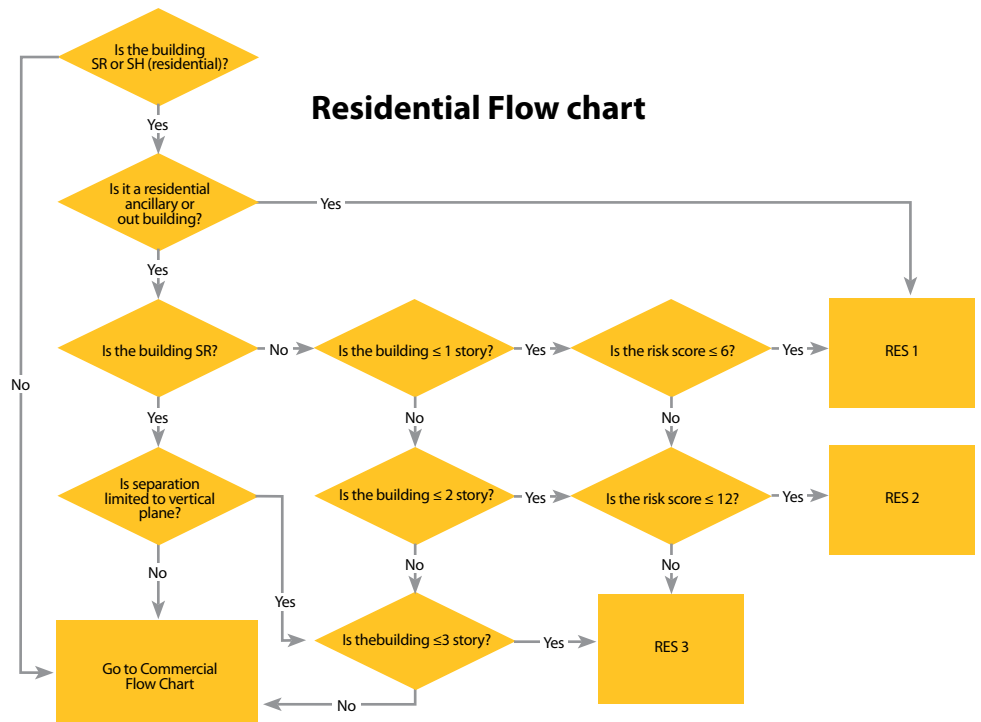 Is the building
SR or SH (residential)?
Residential Flow chart
Yes
Is it a residential
ancillary or
out building?
Yes
Yes
Is the building SR?
No
Is the building ≤ 1 story?
Yes
Is the risk score ≤ 6?
Yes
RES 1
No
Yes
No
No
Is separation
limited to vertical
plane?
Is the building ≤ 2 story?
Yes
Is the risk score ≤ 12?
Yes
RES 2
No
No
No
Yes
Is thebuilding ≤3 story?
Yes
RES 3
Go to Commercial
Flow Chart
No